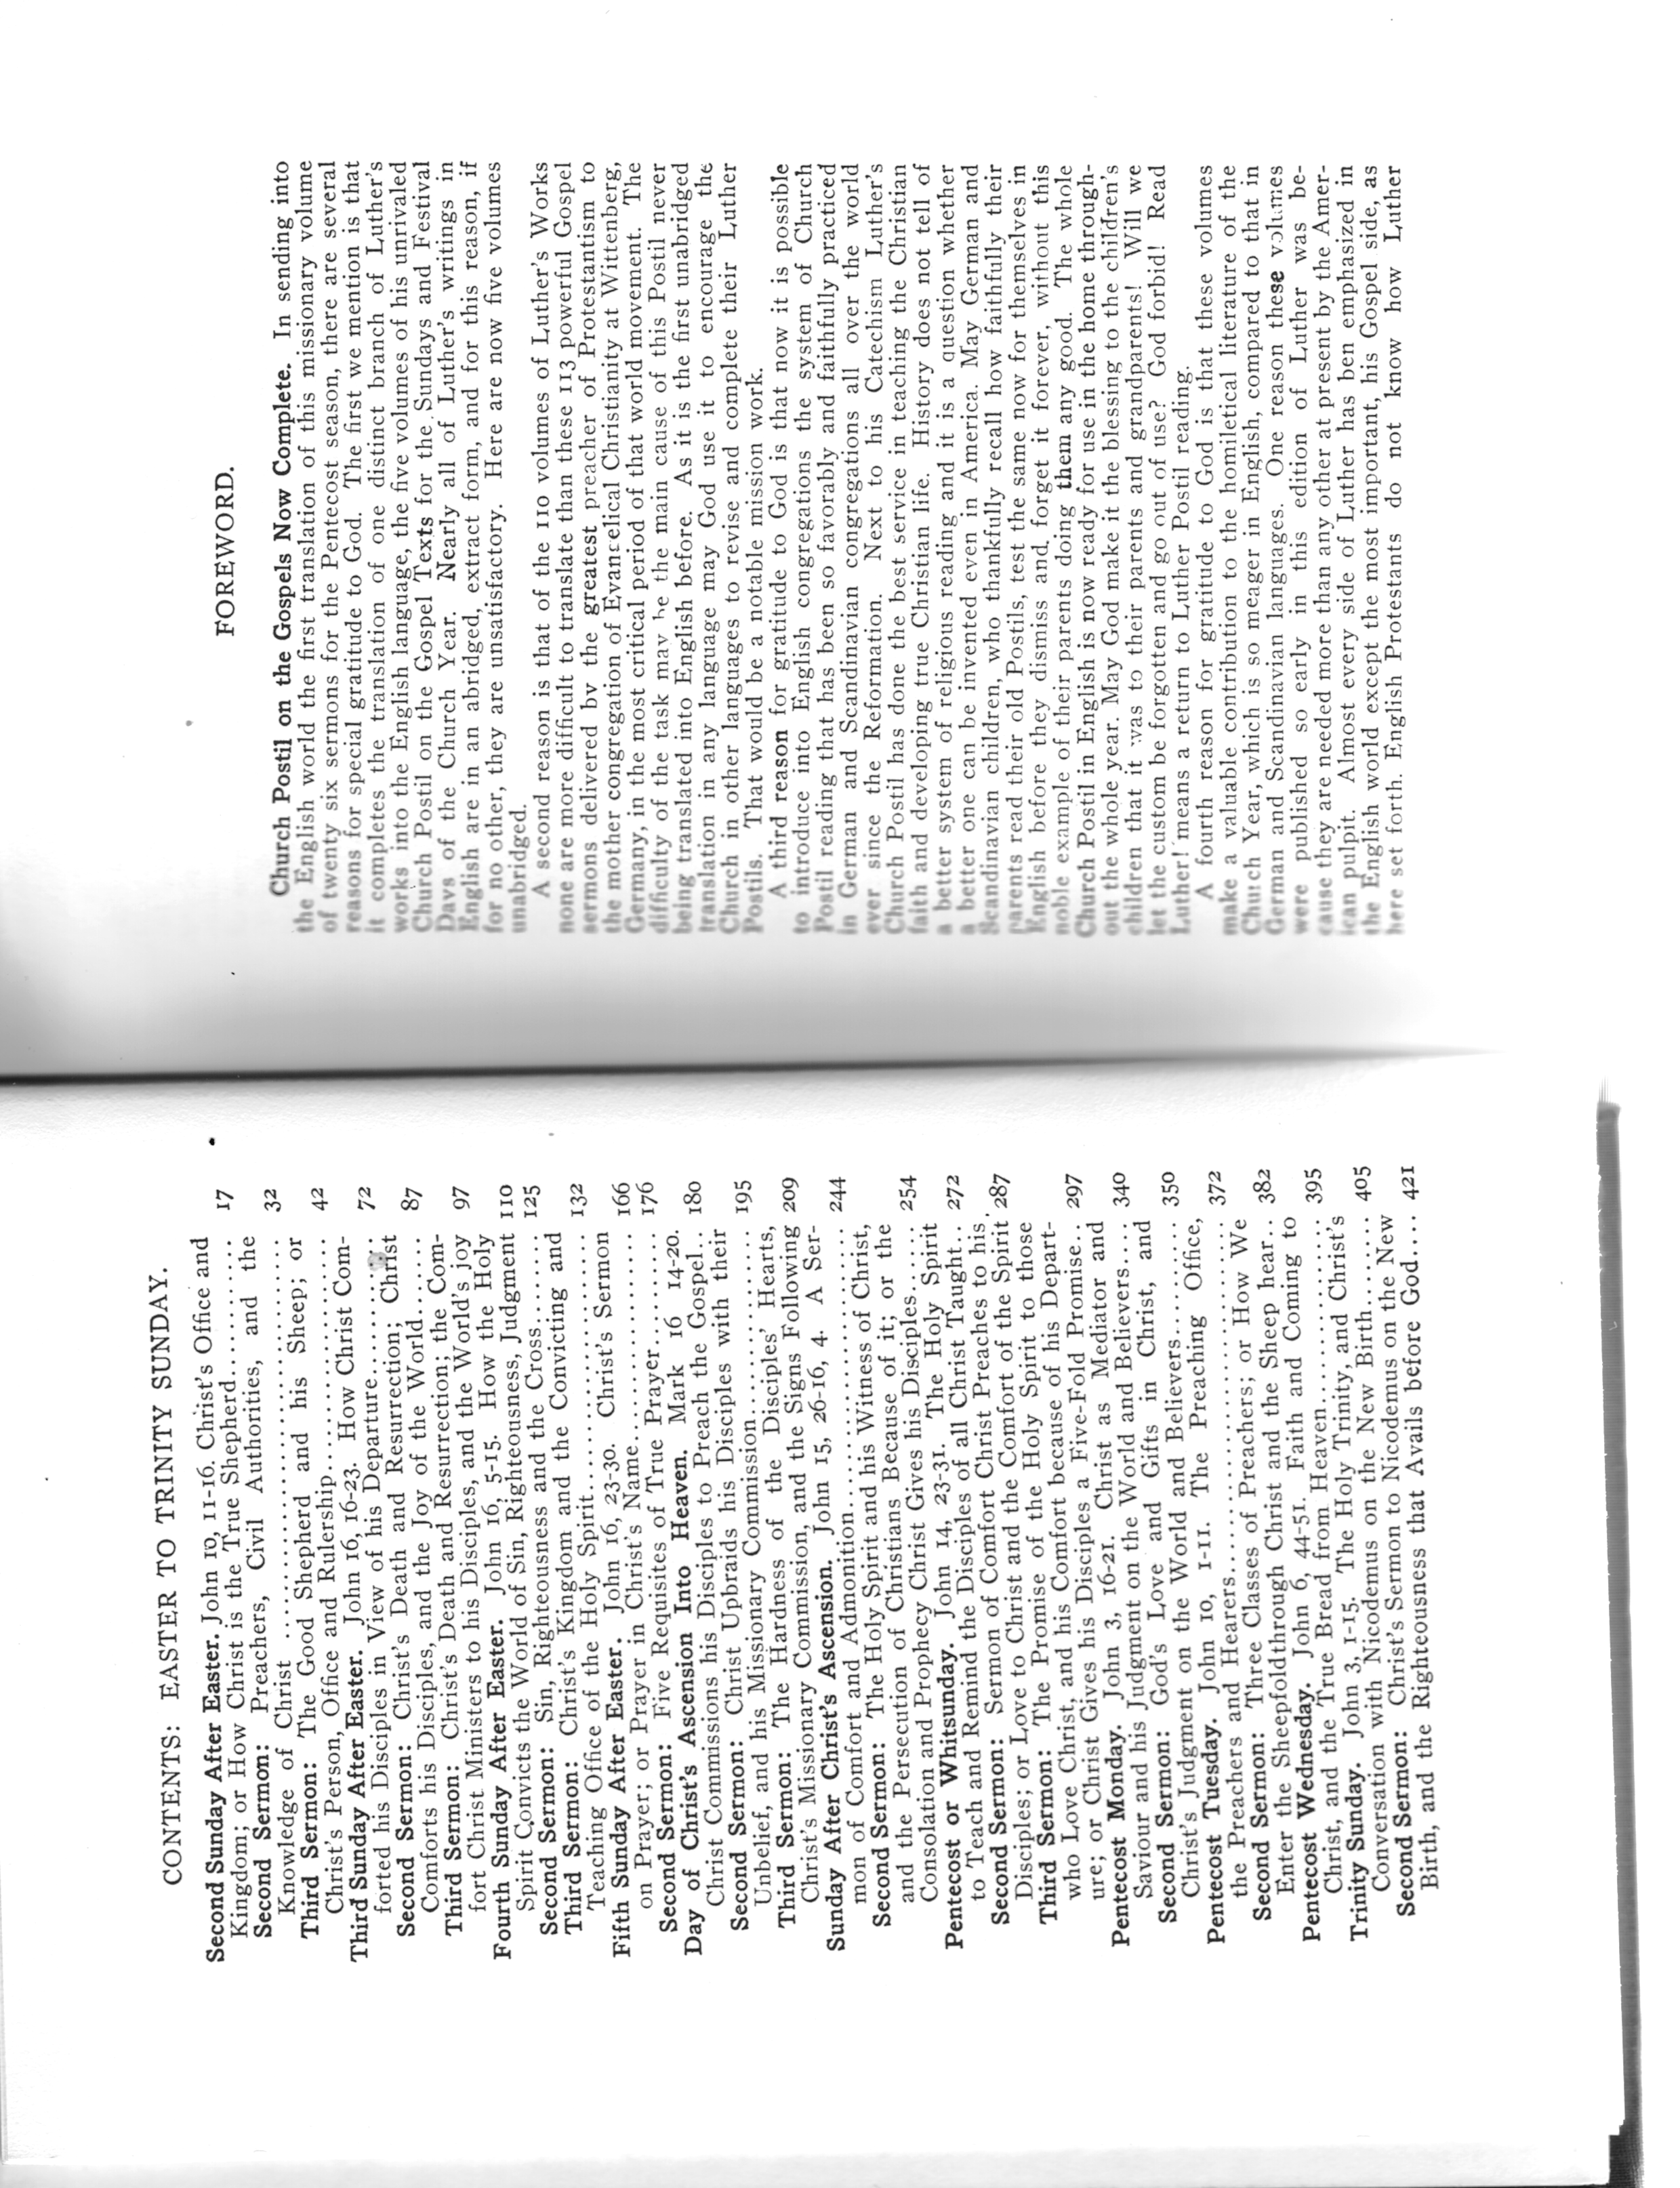 CONTENTS: EASTER TO TRINITY SUNDAY.
Second Sunday After Easter. John 10, 11-16. Christ's Office and
Kingdom; or How Christ is the True Shepherd.......... 17
Second Sermon: Preachers, Civil Authorities, and the
Knowledge of Christ .............................. 32
Third Sermon: The Good Shepherd and his Sheep; or
Christ's Person, Office and Rulership................. 42
Third Sunday After Easter. John 16, 16-23. How Christ Com-
forted his Disciples in View of his Departure........... 72
Second Sermon: Christ's Death and Resurrection; Christ
Comforts his Disciples, and the Joy of the World....... 87
Third Sermon: Christ's Death and Resurrection; the Com-
fort Christ Ministers to his Disciples, and the World's joy 97
Fourth Sunday After Easter. John 16, 5-15. How the Holy
Spirit Convicts the World of Sin, Righteousness, Judgment 110
Second Sermon: Sin, Righteousness and the Cross........ 125
Third Sermon: Christ's Kingdom and the Convicting and
Teaching Office of the Holy Spirit................... 132
Fifth Sunday After Easter. John 16, 23-30. Christ's Sermon
on Prayer; or Prayer in Christ's Name............... 166
Second Sermon: Five Requisites of True Prayer.......... 176
Day of Christ's Ascension Into Heaven. Mark 16 14-20.
Christ Commissions his Disciples to Preach the Gospel.. 180
Second Sermon: Christ Upbraids his Disciples with their
Unbelief, and his Missionary Commission............. 195
Third Sermon: The Hardness of the Disciples' Hearts,
Christ's Missionary Commission, and the Signs Following 209
Sunday After Christ's Ascension. John 15, 26-16, 4. A Ser-
mon of Comfort and Admonition.................... 244
Second Sermon: The Holy Spirit and his Witness of Christ,
and the Persecution of Christians Because of it; or the
Consolation and Prophecy Christ Gives his Disciples...... 254
Pentecost or Whitsunday. John 14, 23-31. The Holy Spirit
to Teach and Remind the Disciples of all Christ Taught.. 272
Second Sermon: Sermon of Comfort Christ Preaches to his
Disciples; or Love to Christ and the Comfort of the Spirit 287
Third Sermon: The Promise of the Holy Spirit to those
who Love Christ, and his Comfort because of his Depart-
ure; or Christ Gives his Disciples a Five-Fold Promise.. 297
Pentecost Monday. John 3, 16-21. Christ as Mediator and
Saviour and his Judgment on the World and Believers.... 340
Second Sermon: God's Love and Gifts in Christ, and
Christ's Judgment on the World and Believers.......... 350
Pentecost Tuesday. John 10, 1-11. The Preaching Office,
the Preachers and Hearers........................... 372
Second Sermon: Three Classes of Preachers; or How We
Enter the Sheepfoldthrough Christ and the Sheep hear.. 382
Pentecost Wednesday. John 6, 44-51. Faith and Coming to
Christ, and the True Bread from Heaven.............. 395
Trinity Sunday. John 3, 1-15. The Holy Trinity, and Christ's
Conversation with Nicodemus on the New Birth........ 405
Second Sermon: Christ's Sermon to Nicodemus on the New
Birth, and the Righteousness that Avails before God.... 421
FOREWORD.
Church Postil on the Gospels Now Complete. In sending into
the English world the first translation of this missionary volume
of twenty six sermons for the Pentecost season, there are several
reasons for special gratitude to God. The first we mention is that
it completes the translation of one distinct branch of Luther's
works into the English language, the five volumes of his unrivaled
Church Postil on the Gospel Texts for the Sundays and Festival
Days of the Church Year. Nearly all of Luther's writings in
English are in an abridged, extract form, and for this reason, if
for no other, they are unsatisfactory. Here are now five volumes
unabridged.
A second reason is that of the 110 volumes of Luther's Works
none are more difficult to translate than these 113 powerful Gospel
sermons delivered by the greatest preacher of Protestantism to
the mother congregation of Evangelical Christianity at Wittenberg,
Germany, in the most critical period of that world movement. The
difficulty of the task may be the main cause of this Postil never
being translated into English before. As it is the first unabridged
translation in any language may God use it to encourage the
Church in other languages to revise and complete their Luther
Postils. That would be a notable mission work.
A third reason for gratitude to God is that now it is possible
to introduce into English congregations the system of Church
Postil reading that has been so favorably and faithfully practiced
in German and Scandinavian congregations all over the world
ever since the Reformation. Next to his Catechism Luther's
Church Postil has done the best service in teaching the Christian
faith and developing true Christian life. History does not tell of
a better system of religious reading and it is a question whether
a better one can be invented even in America. May German and
Scandinavian children, who thankfully recall how faithfully their
parents read their old Postils, test the same now for themselves in
English before they dismiss and forget it forever, without this
noble example of their parents doing them any good. The whole
Church Postil in English is now ready for use in the home through-
out the whole year. May God make it the blessing to the children's
children that it was to their parents and grandparents! Will we
let the custom be forgotten and go out of use? God forbid! Read
Luther! means a return to Luther Postil reading.
A fourth reason for gratitude to God is that these volumes
make a valuable contribution to the homiletical literature of the
Church Year, which is so meager in English, compared to that in
German and Scandinavian languages. One reason these volumes
were published so early in this edition of Luther was be-
cause they are needed more than any other at present by the Amer-
ican pulpit. Almost every side of Luther has ben emphasized in
the English world except the most important, his Gospel side, as
here set forth. English Protestants do not know how Luther